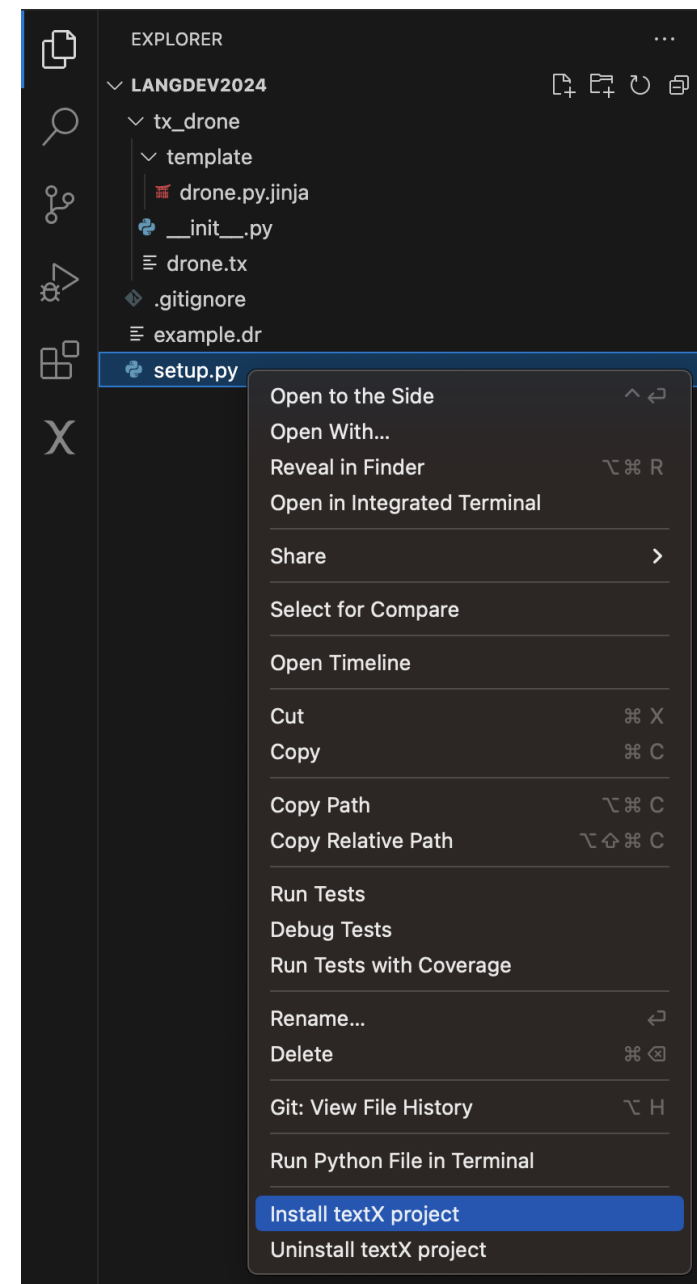 EXPLORER
LANGDEV2024
tx_drone
template
drone.py.jinja
__init__.py
drone.tx
.gitignore
example.dr
setup.py
Open to the Side ^ ⏎
Open With...
Reveal in Finder ⌥ ⌘ R
Open in Integrated Terminal
Share
Select for Compare
Open Timeline
Cut ⌘ X
Copy ⌘ C
Copy Path ⌥ ⌘ C
Copy Relative Path ⌥ ⇧ ⌘ C
Run Tests
Debug Tests
Run Tests with Coverage
Rename... ⏎
Delete ⌘ ⌫
Git: View File History ⌥ H
Run Python File in Terminal
Install textX project
Uninstall textX project